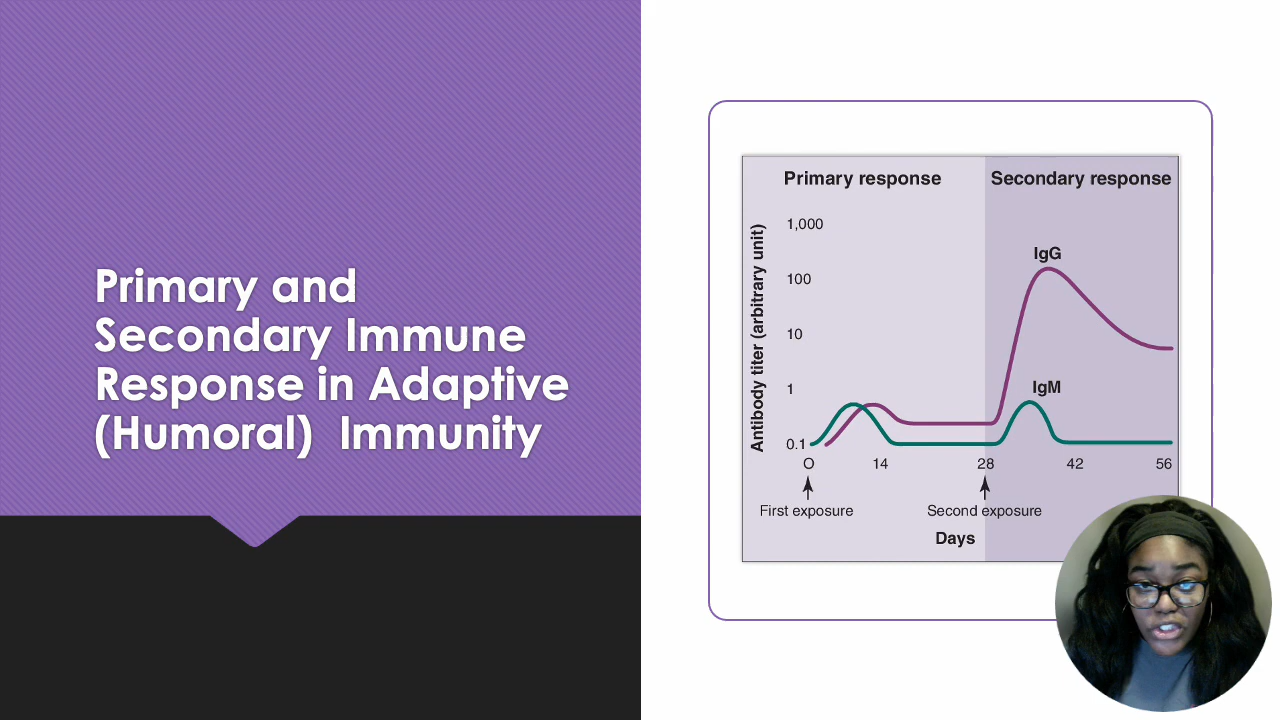 Primary and
Secondary Immune
Response in Adaptive
(Humoral)  Immunity
Primary response
Secondary response
Antibody titer (arbitrary unit)
1,000
100
10
1
0.1
IgG
IgM
O
14
28
42
56
First exposure
Second exposure
Days